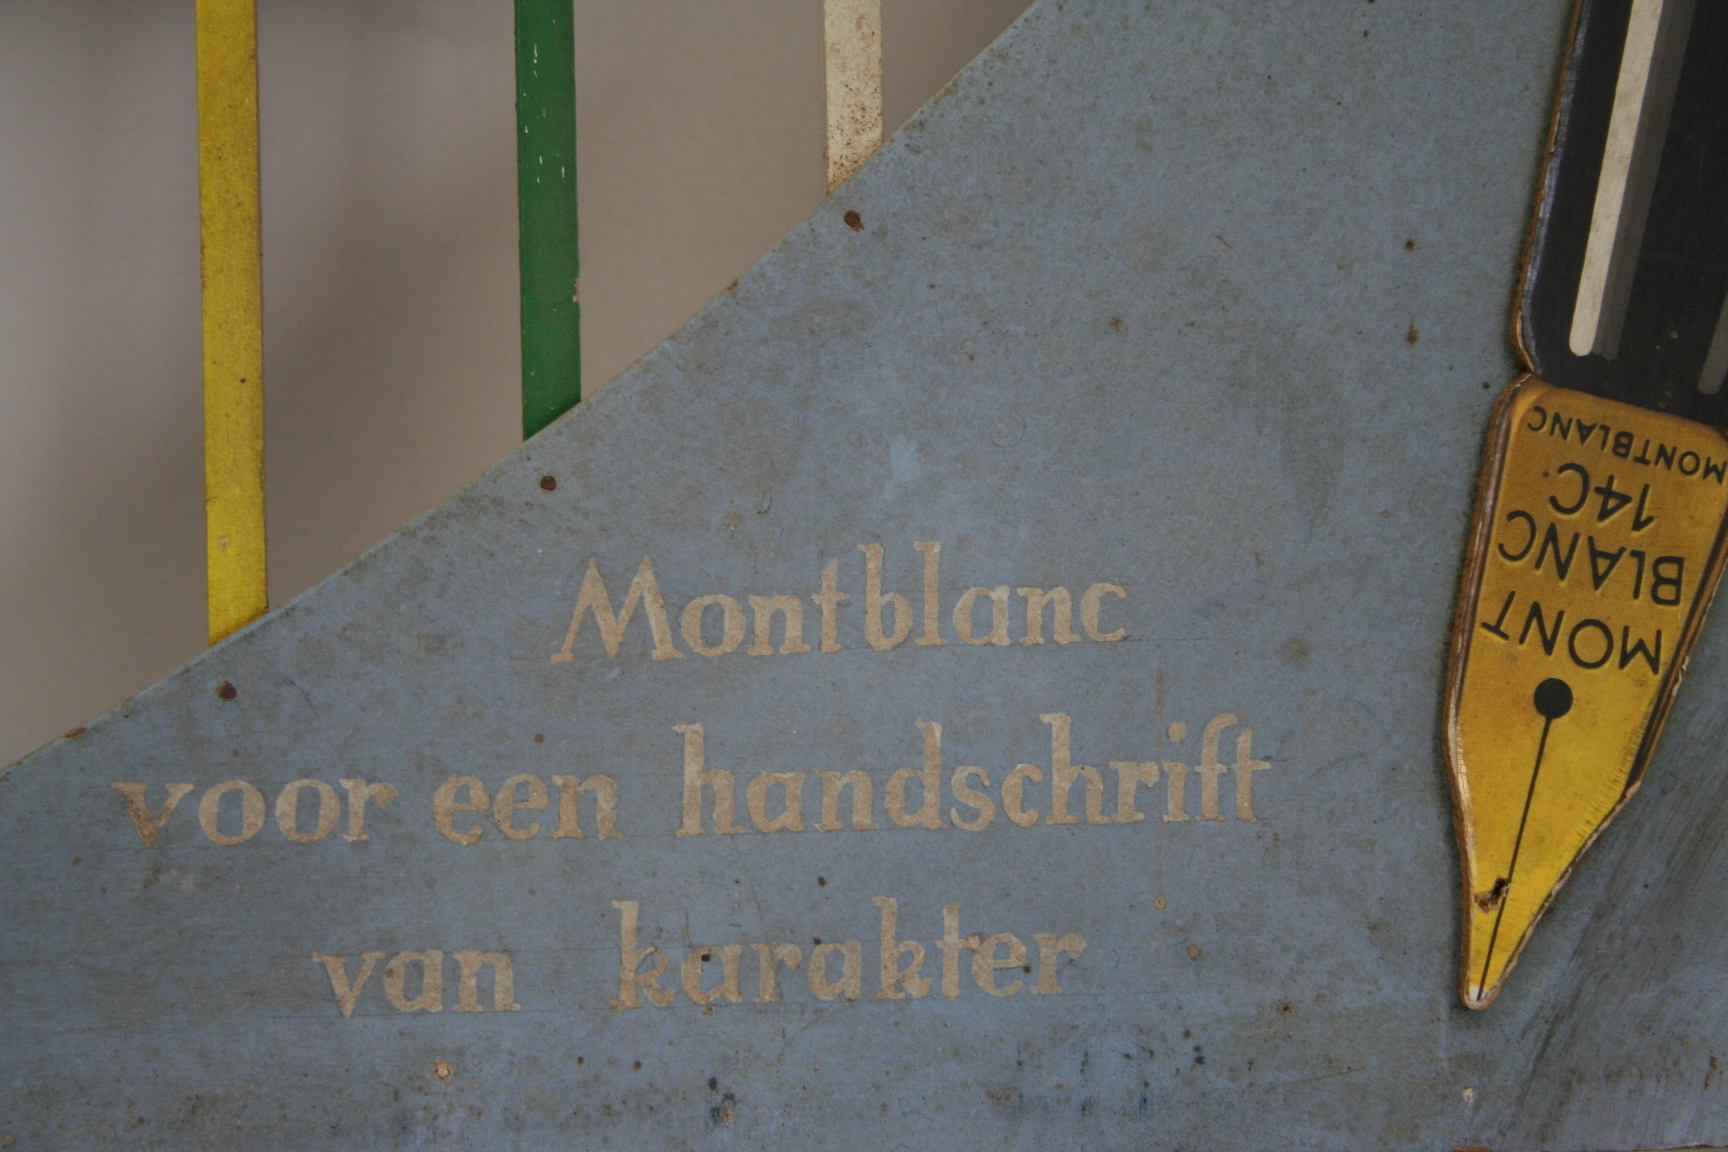 Montblanc
voor een handschrift
van karakter
MONTBLANC
14C.
BLANC
MONT